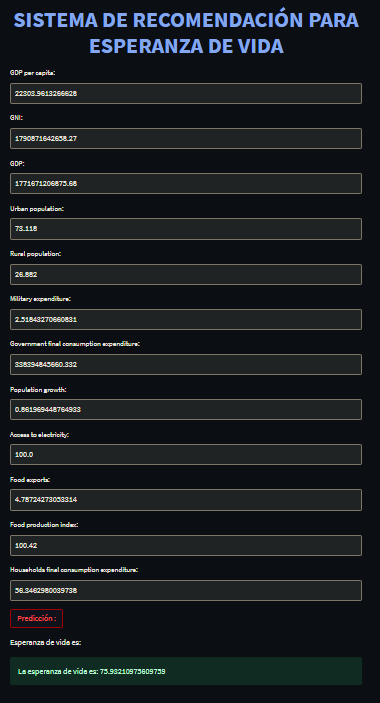 SISTEMA DE RECOMENDACIÓN PARA
ESPERANZA DE VIDA
GDP per capita:
22303.9613266628
GNI:
1790871642658.27
GDP:
1771671206875.68
Urban population:
73.118
Rural population:
26.882
Military expenditure:
2.51843270660831
Government final consumption expenditure:
338394845660.332
Population growth:
0.861969448764933
Access to electricity:
100.0
Food exports:
4.78724273053314
Food production index:
100.42
Households final consumption expenditure:
56.3462980039738
Predicción :
Esperanza de vida es:
La esperanza de vida es: 75.93210975609759